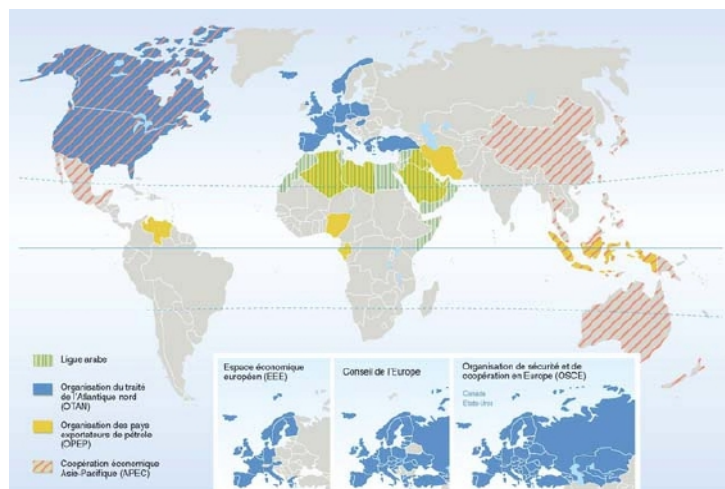 Ligue arabe
Organisation du traité
de l'Atlantique nord
(OTAN)
Organisation des pays
exportateurs de pétrole
(OPEP)
Coopération économique
Asie-Pacifique (APEC)
Espace économique
européen (EEE)
Conseil de l'Europe
Organisation de sécurité et de
coopération en Europe (OSCE)
Canada
Etats-Unis